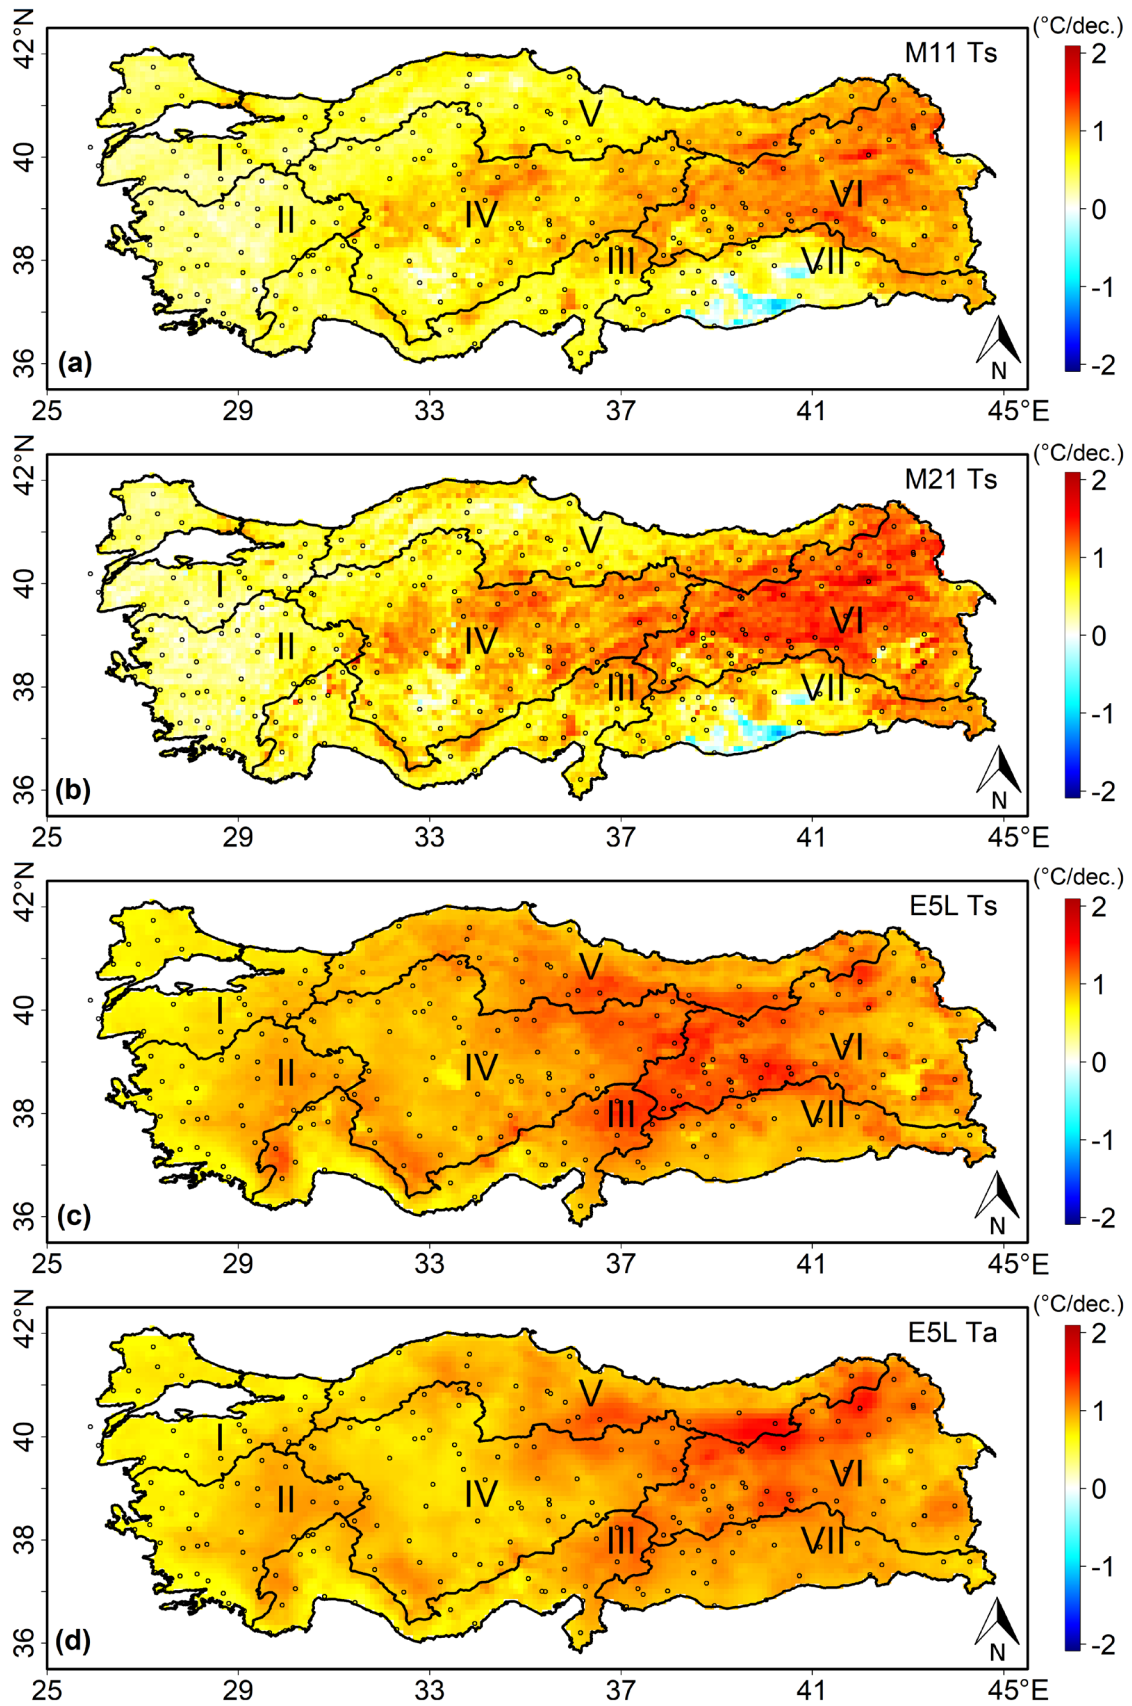 (°C/dec.)
42°N
M11 Ts
2
V
1
40
I
VI
0
II
IV
38
III
VII
-1
36
(a)
N
-2
25
29
33
37
41
45°E
(°C/dec.)
42°N
M21 Ts
2
V
1
40
I
VI
0
II
IV
38
III
VII
-1
36
(b)
N
-2
25
29
33
37
41
45°E
(°C/dec.)
42°N
E5L Ts
2
V
1
40
I
VI
0
II
IV
38
III
VII
-1
36
(c)
N
-2
25
29
33
37
41
45°E
(°C/dec.)
42°N
E5L Ta
2
V
1
40
I
VI
0
II
IV
38
III
VII
-1
36
(d)
N
-2
25
29
33
37
41
45°E